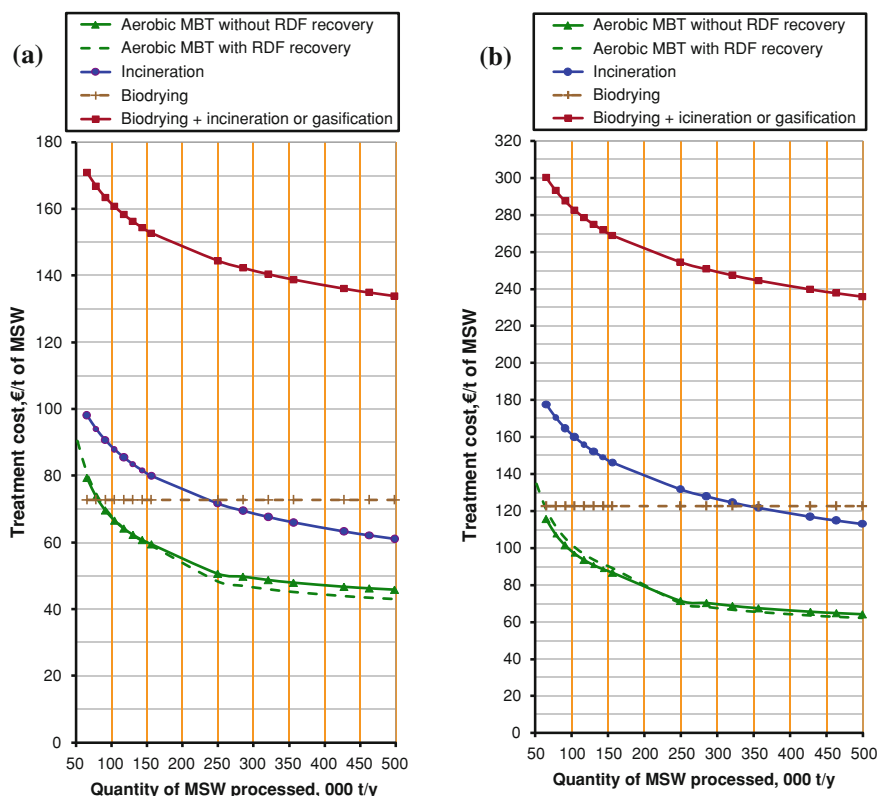 (a)
Aerobic MBT without RDF recovery
Aerobic MBT with RDF recovery
Incineration
Biodrying
Biodrying + incineration or gasification
Treatment cost,€/t of MSW
180
160
140
120
100
80
60
40
20
0
50 100 150 200 250 300 350 400 450 500
Quantity of MSW processed, 000 t/y
(b)
Aerobic MBT without RDF recovery
Aerobic MBT with RDF recovery
Incineration
Biodrying
Biodrying + icineration or gasification
Treatment cost,€/t of MSW
320
300
280
260
240
220
200
180
160
140
120
100
80
60
40
20
0
50 100 150 200 250 300 350 400 450 500
Quantity of MSW processed, 000 t/y